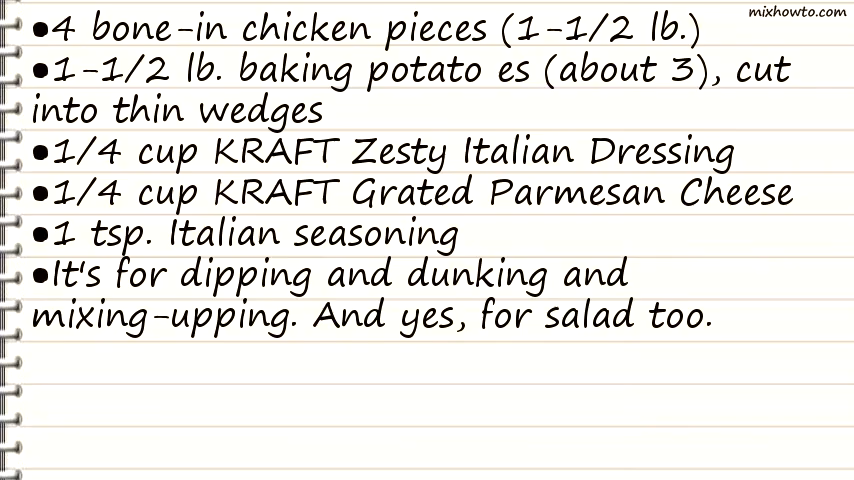 mixhowto.com
•4 bone-in chicken pieces (1-1/2 lb.)
•1-1/2 lb. baking potato es (about 3), cut
into thin wedges
•1/4 cup KRAFT Zesty Italian Dressing
•1/4 cup KRAFT Grated Parmesan Cheese
•1 tsp. Italian seasoning
•It's for dipping and dunking and
mixing-upping. And yes, for salad too.